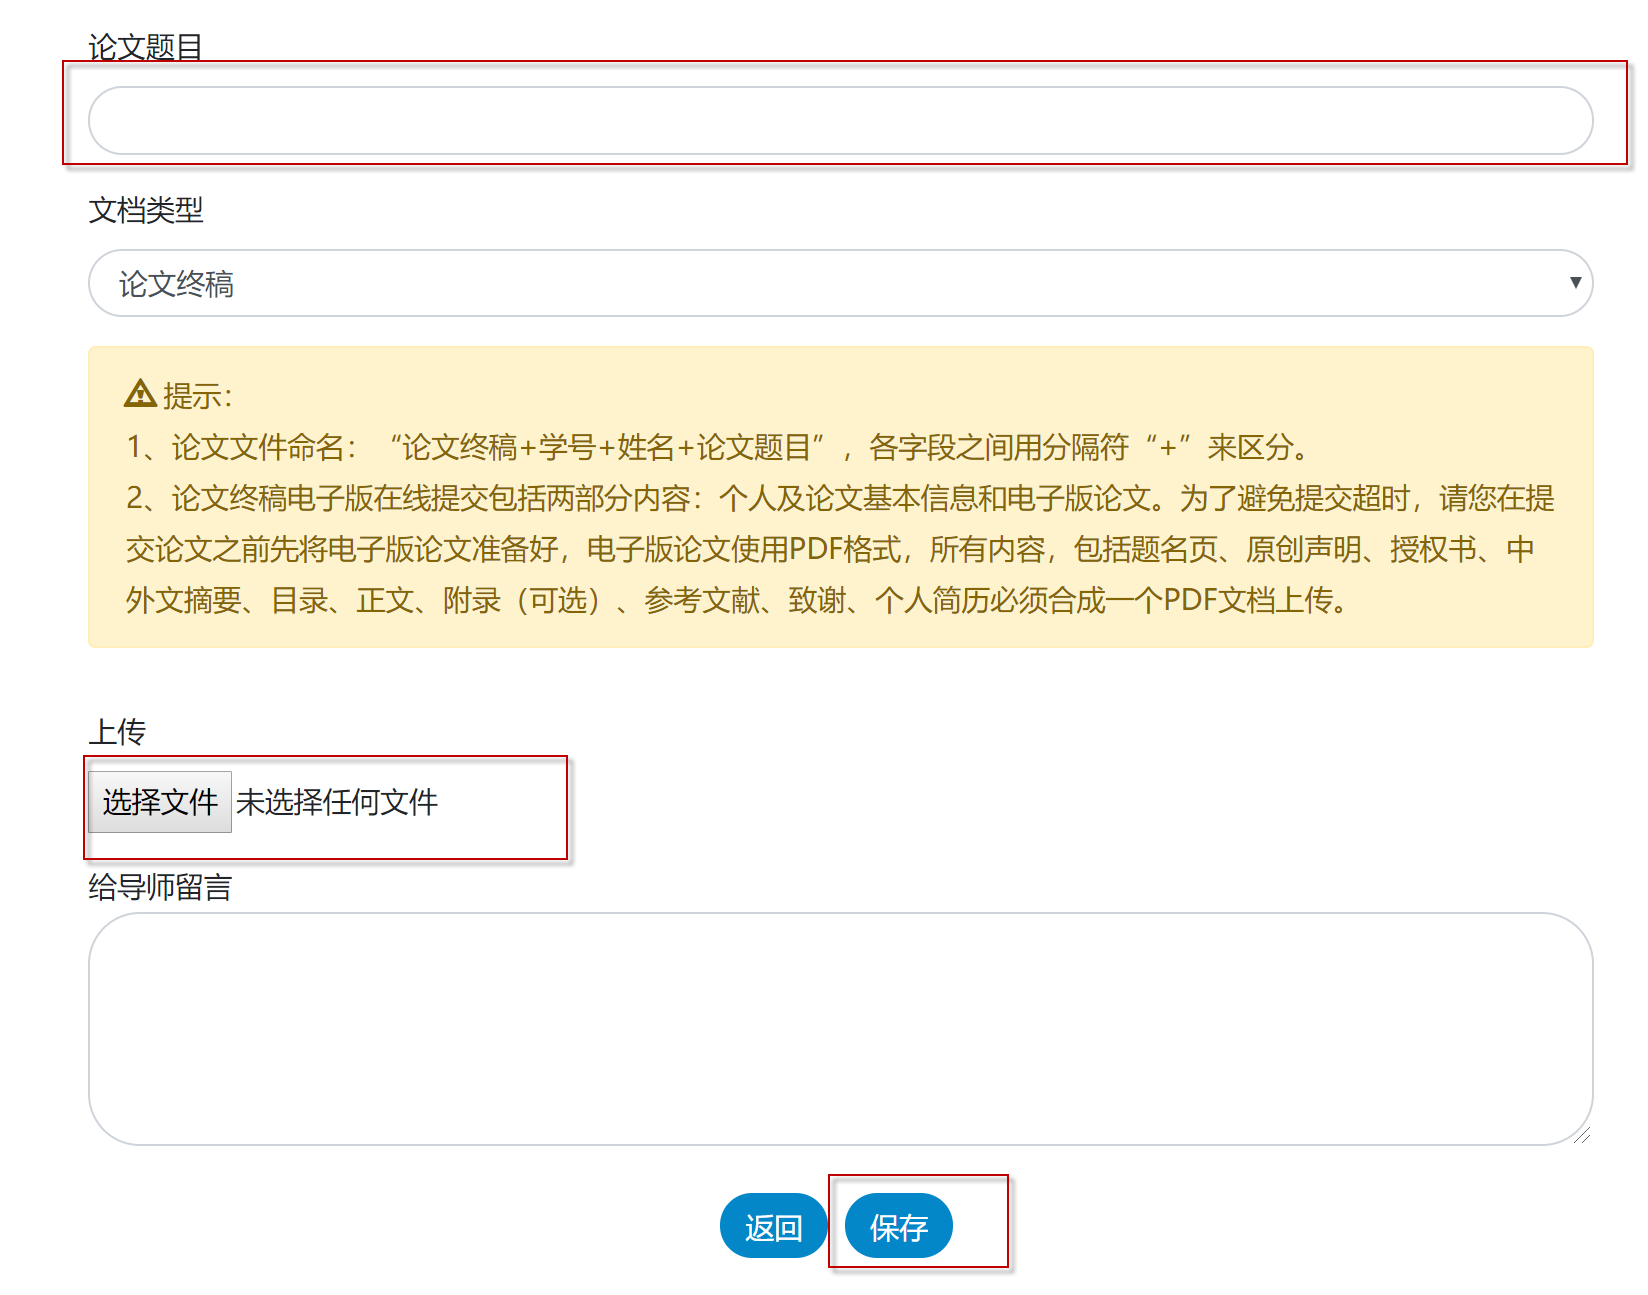 论文题目
文档类型
论文终稿
提示：
1、论文文件命名：“论文终稿+学号+姓名+论文题目”，各字段之间用分隔符“+”来区分。
2、论文终稿电子版在线提交包括两部分内容：个人及论文基本信息和电子版论文。为了避免提交超时，请您在提
交论文之前先将电子版论文准备好，电子版论文使用PDF格式，所有内容，包括题名页、原创声明、授权书、中
外文摘要、目录、正文、附录（可选）、参考文献、致谢、个人简历必须合成一个PDF文档上传。
上传
选择文件 未选择任何文件
给导师留言
返回 保存